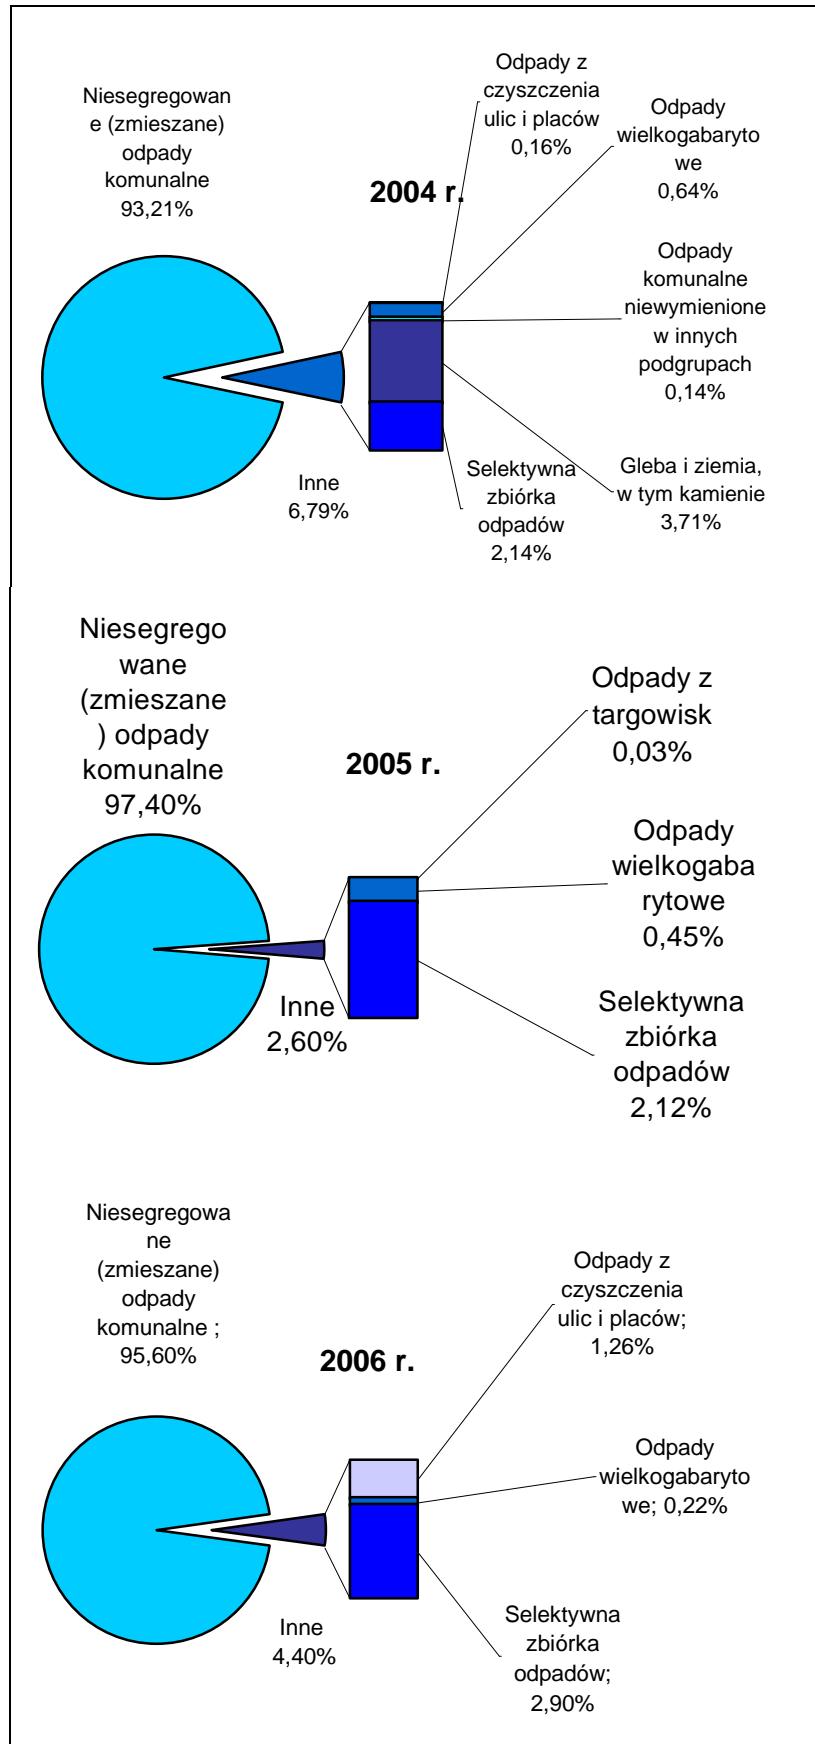 Niesegregowan
e (zmieszane)
odpady
komunalne
93,21%
2004 r.
Odpady z
czyszczenia
ulic i placów
0,16%
Odpady
wielkogabaryto
we
0,64%
Odpady
komunalne
niewymienione
w innych
podgrupach
0,14%
Gleba i ziemia,
w tym kamienie
3,71%
Selektywna
zbiórka
odpadów
2,14%
Inne
6,79%
Niesegrego
wane
(zmieszane
) odpady
komunalne
97,40%
2005 r.
Odpady z
targowisk
0,03%
Odpady
wielkogaba
rytowe
0,45%
Selektywna
zbiórka
odpadów
2,12%
Inne
2,60%
Niesegregowa
ne
(zmieszane)
odpady
komunalne ;
95,60%
2006 r.
Odpady z
czyszczenia
ulic i placów;
1,26%
Odpady
wielkogabaryto
we; 0,22%
Selektywna
zbiórka
odpadów;
2,90%
Inne
4,40%